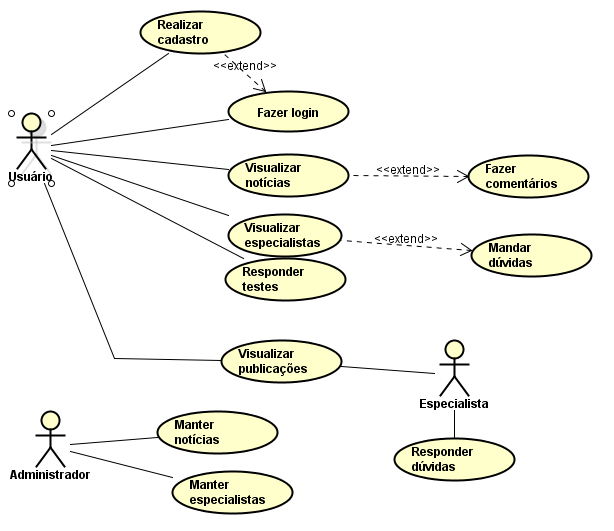 Realizar
cadastro
<<extend>>
Fazer login
Usuário
Visualizar
notícias
<<extend>>
Fazer
comentários
Visualizar
especialistas
<<extend>>
Mandar
dúvidas
Responder
testes
Visualizar
publicações
Especialista
Manter
notícias
Administrador
Responder
dúvidas
Manter
especialistas